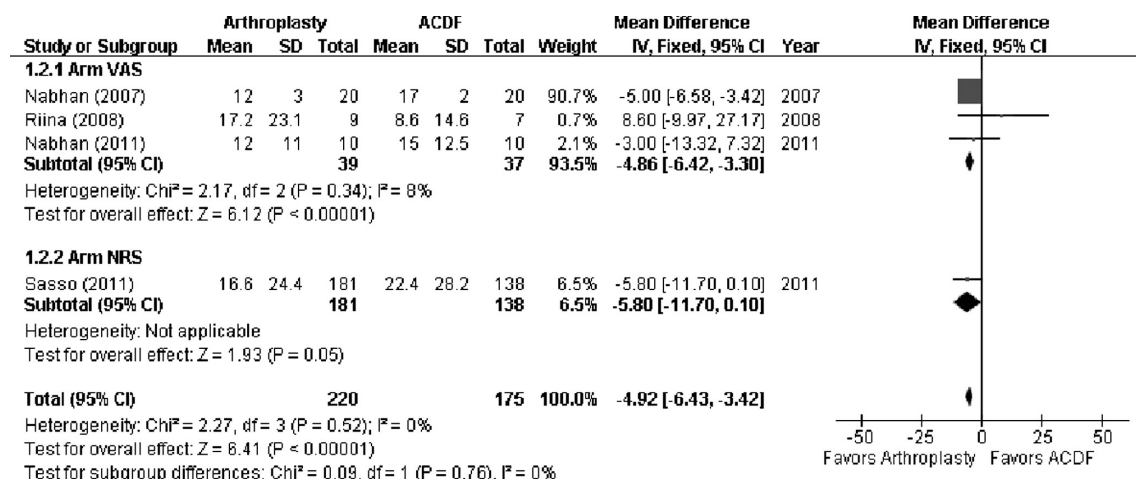 Arthroplasty ACDF Mean Difference Mean Difference
Study or Subgroup Mean SD Total Mean SD Total Weight IV, Fixed, 95% CI Year IV, Fixed, 95% CI
1.2.1 Arm VAS
Nabhan (2007) 12 3 20 17 2 20 90.7% -5.00 [-6.58, -3.42] 2007
Riina (2008) 17.2 23.1 9 8.6 14.6 7 0.7% 8.60 [-9.97, 27.17] 2008
Nabhan (2011) 12 11 10 15 12.5 10 2.1% -3.00 [-13.32, 7.32] 2011
Subtotal (95% CI) 39 37 93.5% -4.86 [-6.42, -3.30]
Heterogeneity: Chi² = 2.17, df = 2 (P = 0.34); I² = 8%
Test for overall effect: Z = 6.12 (P < 0.00001)
1.2.2 Arm NRS
Sasso (2011) 16.6 24.4 181 22.4 28.2 138 6.5% -5.80 [-11.70, 0.10] 2011
Subtotal (95% CI) 181 138 6.5% -5.80 [-11.70, 0.10]
Heterogeneity: Not applicable
Test for overall effect: Z = 1.93 (P = 0.05)
Total (95% CI) 220 175 100.0% -4.92 [-6.43, -3.42]
Heterogeneity: Chi² = 2.27, df = 3 (P = 0.52); I² = 0%
Test for overall effect: Z = 6.41 (P < 0.00001)
Test for subgroup differences: Chi² = 0.09, df = 1 (P = 0.76), I² = 0%
-50 -25 0 25 50
Favors Arthroplasty Favors ACDF